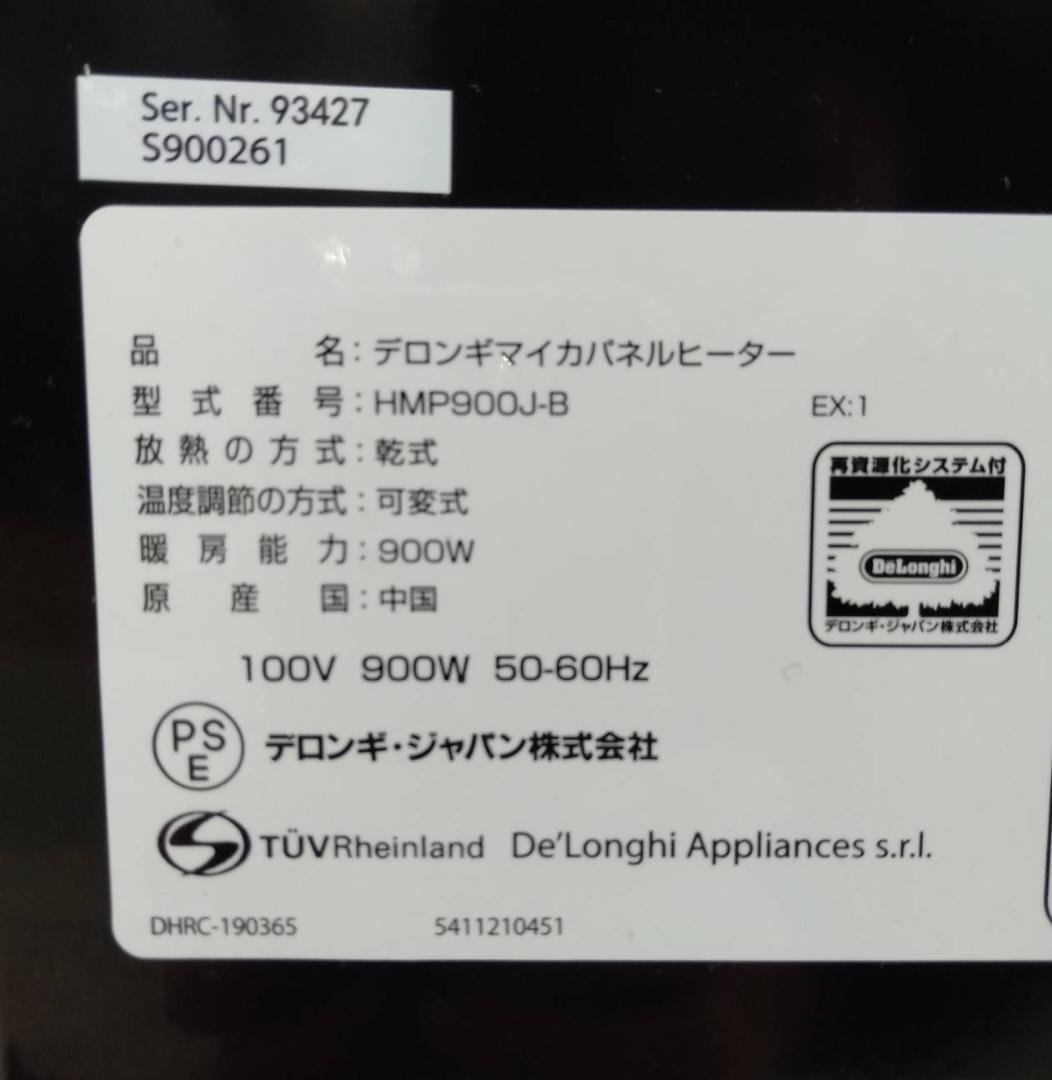 Ser. Nr. 93427
S900261
品名：デロンギマイカパネルヒーター
型式番号：HMP900J-B
EX:1
放熱の方式：乾式
再資源化システム付
温度調節の方式：可変式
暖房能力：900W
DeLonghi
原産国：中国
デロンギ・ジャパン株式会社
100V 900W 50-60Hz
PSE
デロンギ・ジャパン株式会社
TÜVRheinland De'Longhi Appliances s.r.l.
DHRC-190365 5411210451